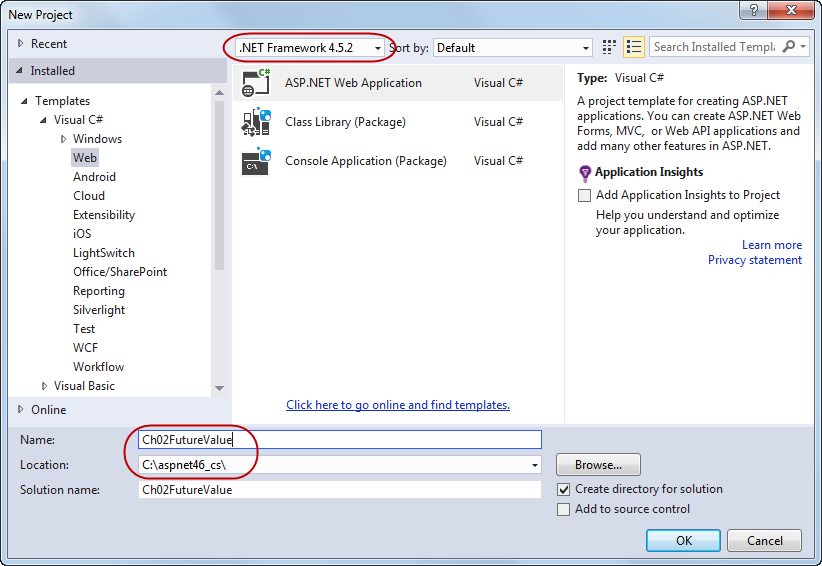 New Project
?
Recent
.NET Framework 4.5.2
Sort by:
Default
Search Installed Templa
Installed
Templates
Visual C#
Windows
Web
Android
Cloud
Extensibility
iOS
LightSwitch
Office/SharePoint
Reporting
Silverlight
Test
WCF
Workflow
Visual Basic
Online
C#
ASP.NET Web Application Visual C#
Class Library (Package) Visual C#
C:\
Console Application (Package) Visual C#
Click here to go online and find templates.
Type: Visual C#
A project template for creating ASP.NET
applications. You can create ASP.NET Web
Forms, MVC, or Web API applications and
add many other features in ASP.NET.
Application Insights
Add Application Insights to Project
Help you understand and optimize
your application.
Learn more
Privacy statement
Name: Ch02FutureValue
Location: C:\aspnet46_cs\
Browse...
Solution name: Ch02FutureValue
Create directory for solution
Add to source control
OK
Cancel